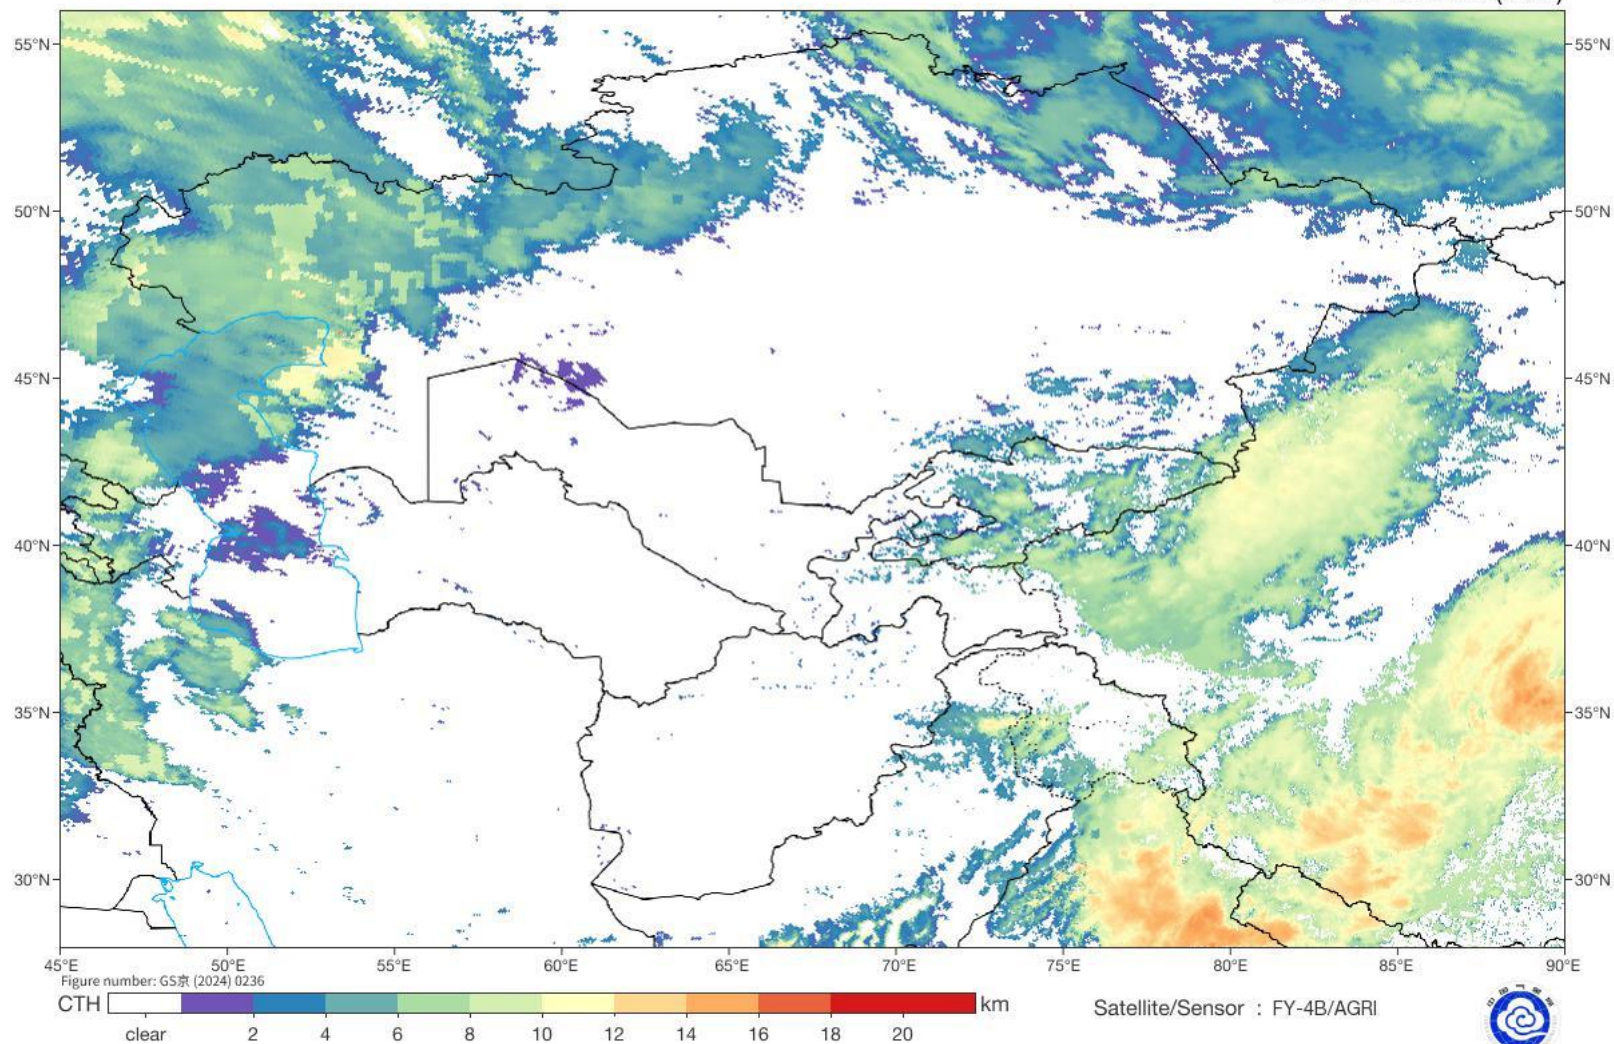 55°N 55°N
50°N 50°N
45°N 45°N
40°N 40°N
35°N 35°N
30°N 30°N
45°E 50°E 55°E 60°E 65°E 70°E 75°E 80°E 85°E 90°E
Figure number: GS京 (2024) 0236
CTH km Satellite/Sensor : FY-4B/AGRI
clear 2 4 6 8 10 12 14 16 18 20